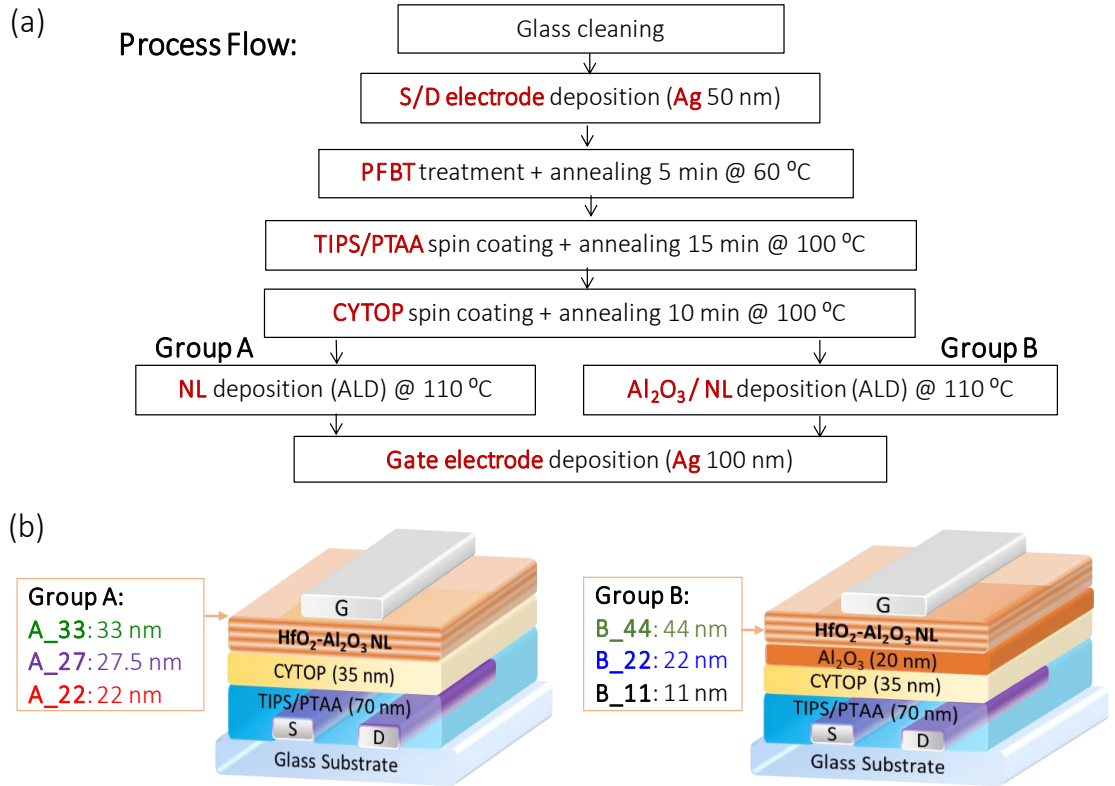 (a)
Process Flow:
Glass cleaning
S/D electrode deposition (Ag 50 nm)
PFBT treatment + annealing 5 min @ 60 ⁰C
TIPS/PTAA spin coating + annealing 15 min @ 100 ⁰C
CYTOP spin coating + annealing 10 min @ 100 ⁰C
Group A
Group B
NL deposition (ALD) @ 110 ⁰C
Al₂O₃/ NL deposition (ALD) @ 110 ⁰C
Gate electrode deposition (Ag 100 nm)
(b)
Group A:
A_33: 33 nm
A_27: 27.5 nm
A_22: 22 nm
G
HfO₂-Al₂O₃ NL
CYTOP (35 nm)
TIPS/PTAA (70 nm)
S
D
Glass Substrate
Group B:
B_44: 44 nm
B_22: 22 nm
B_11: 11 nm
G
HfO₂-Al₂O₃ NL
Al₂O₃ (20 nm)
CYTOP (35 nm)
TIPS/PTAA (70 nm)
S
D
Glass Substrate